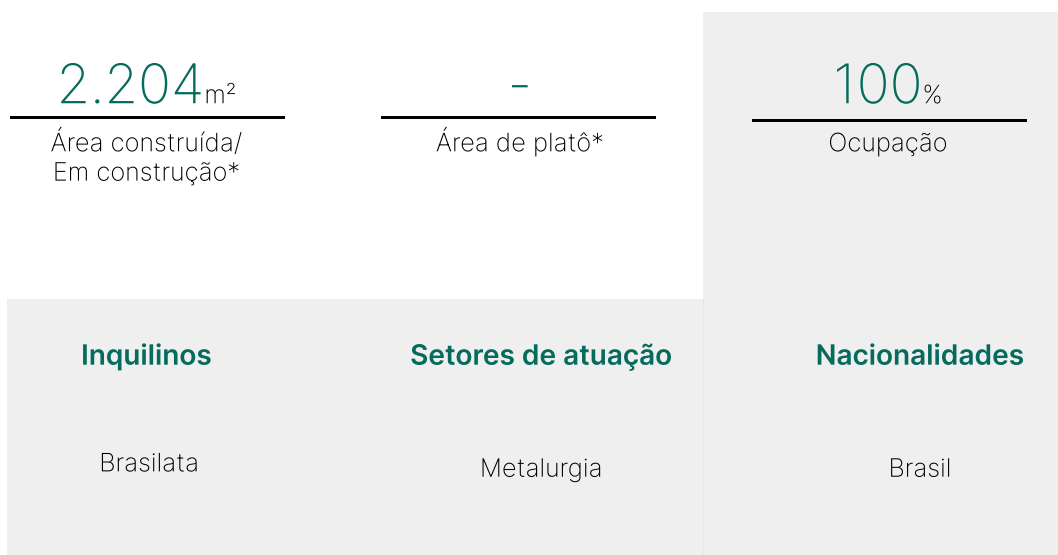 2.204m²
Área construída/
Em construção*
-
Área de platô*
100%
Ocupação
Inquilinos
Setores de atuação
Nacionalidades
Brasilata
Metalurgia
Brasil